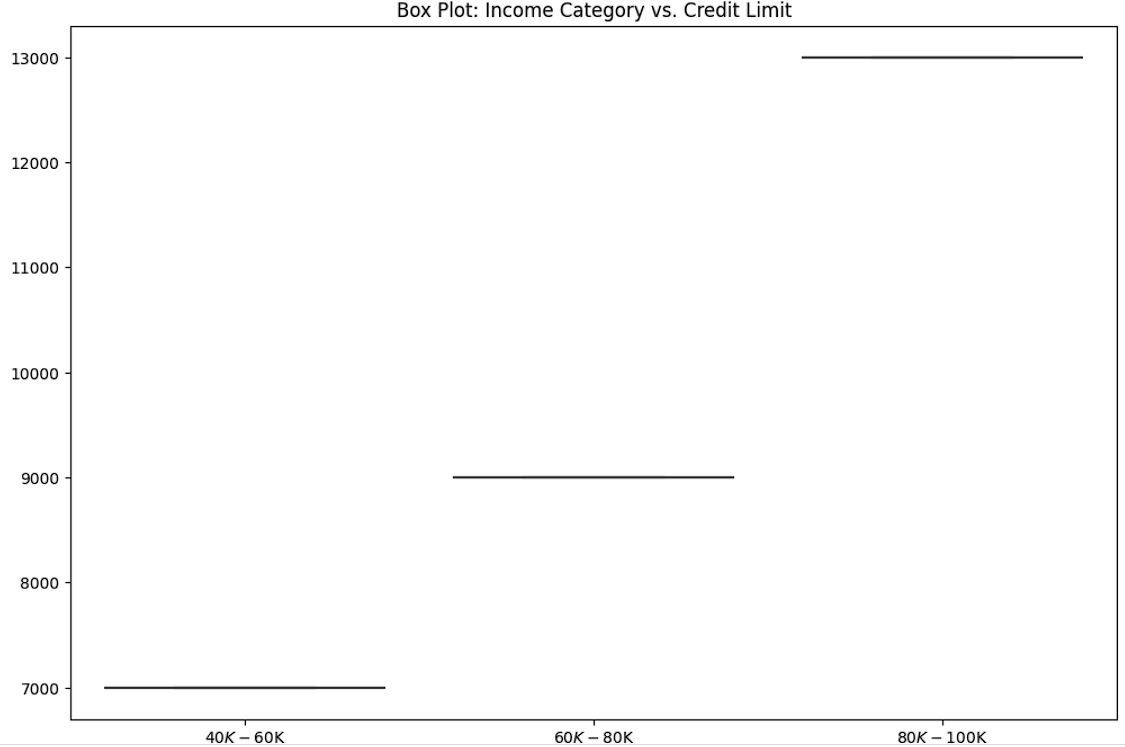 Box Plot: Income Category vs. Credit Limit
13000
12000
11000
10000
9000
8000
7000
40K − 60K
60K − 80K
80K − 100K